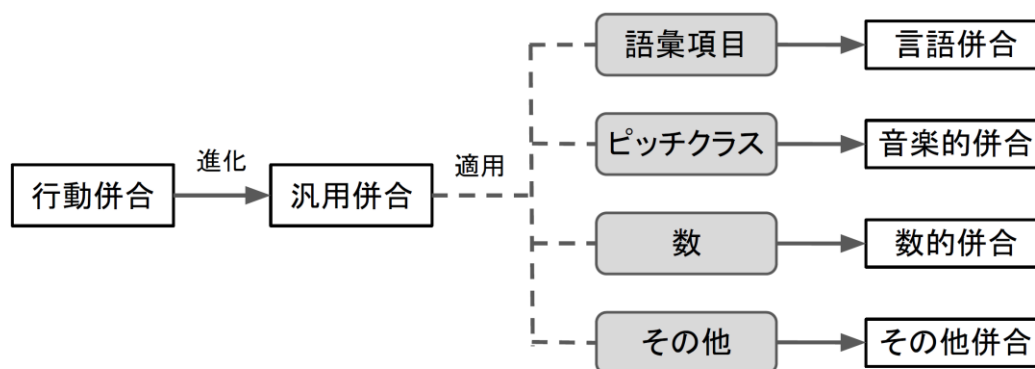 行動併合
進化
汎用併合
適用
語彙項目
言語併合
ピッチクラス
音楽的併合
数
数的併合
その他
その他併合